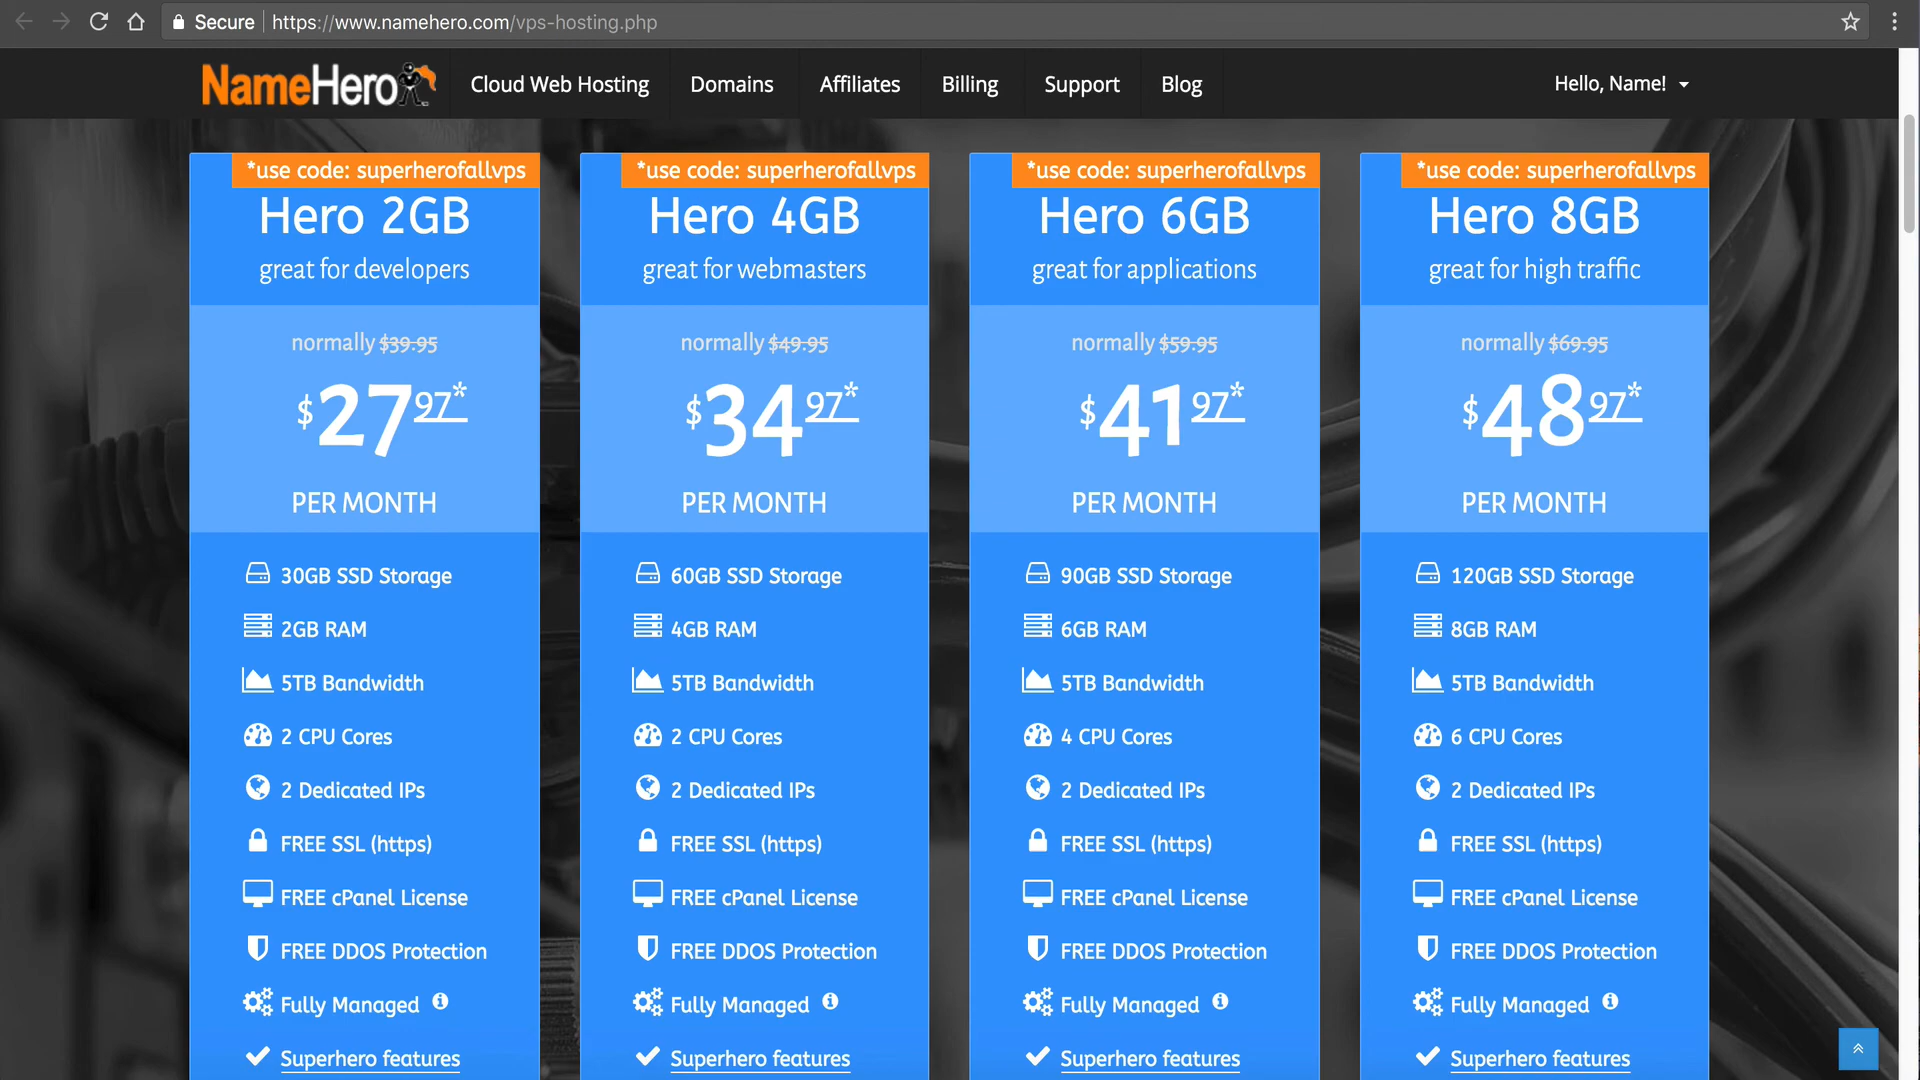 Secure https://www.namehero.com/vps-hosting.php
NameHero Cloud Web Hosting Domains Affiliates Billing Support Blog Hello, Name!
*use code: superherofallvps
Hero 2GB
great for developers
normally $39.95
$27 97*
PER MONTH
30GB SSD Storage
2GB RAM
5TB Bandwidth
2 CPU Cores
2 Dedicated IPs
FREE SSL (https)
FREE cPanel License
FREE DDOS Protection
Fully Managed
Superhero features
*use code: superherofallvps
Hero 4GB
great for webmasters
normally $49.95
$34 97*
PER MONTH
60GB SSD Storage
4GB RAM
5TB Bandwidth
2 CPU Cores
2 Dedicated IPs
FREE SSL (https)
FREE cPanel License
FREE DDOS Protection
Fully Managed
Superhero features
*use code: superherofallvps
Hero 6GB
great for applications
normally $59.95
$41 97*
PER MONTH
90GB SSD Storage
6GB RAM
5TB Bandwidth
4 CPU Cores
2 Dedicated IPs
FREE SSL (https)
FREE cPanel License
FREE DDOS Protection
Fully Managed
Superhero features
*use code: superherofallvps
Hero 8GB
great for high traffic
normally $69.95
$48 97*
PER MONTH
120GB SSD Storage
8GB RAM
5TB Bandwidth
6 CPU Cores
2 Dedicated IPs
FREE SSL (https)
FREE cPanel License
FREE DDOS Protection
Fully Managed
Superhero features